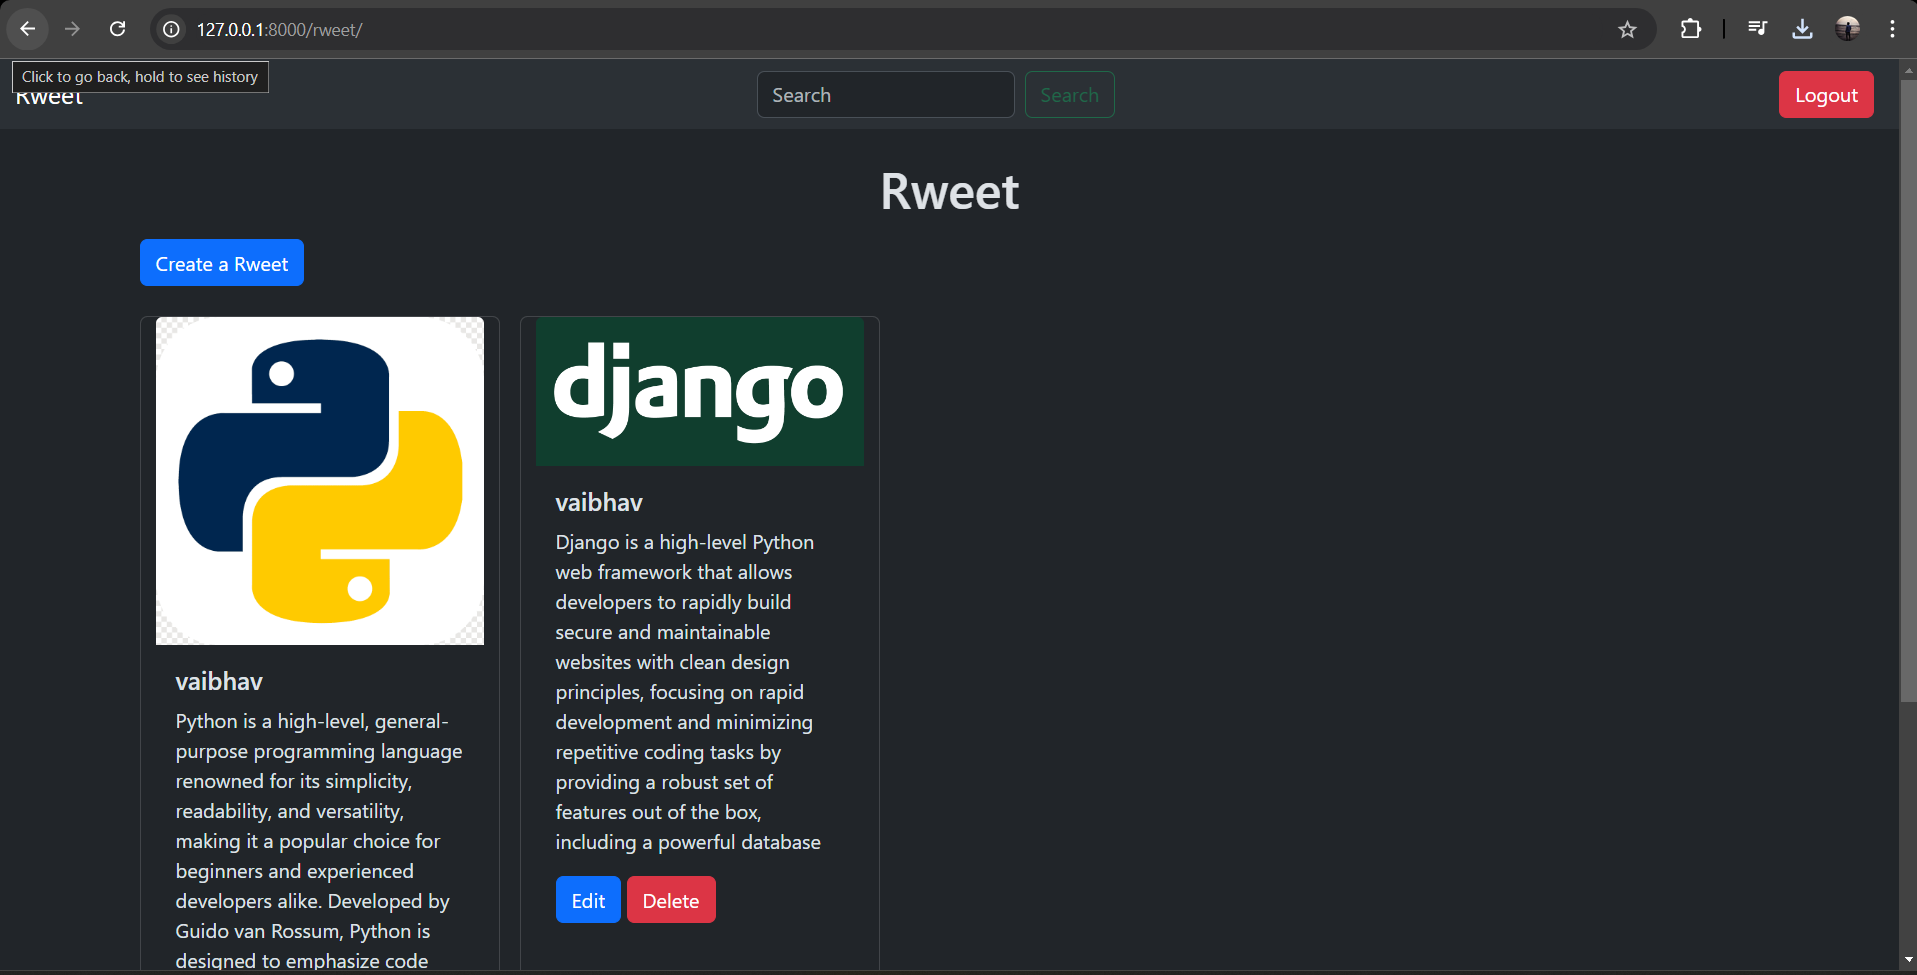 127.0.0.1:8000/rweet/
Click to go back, hold to see history
Rweet
Search
Search
Logout
Rweet
Create a Rweet
vaibhav
Python is a high-level, general-
purpose programming language
renowned for its simplicity,
readability, and versatility,
making it a popular choice for
beginners and experienced
developers alike. Developed by
Guido van Rossum, Python is
designed to emphasize code
django
vaibhav
Django is a high-level Python
web framework that allows
developers to rapidly build
secure and maintainable
websites with clean design
principles, focusing on rapid
development and minimizing
repetitive coding tasks by
providing a robust set of
features out of the box,
including a powerful database
Edit
Delete